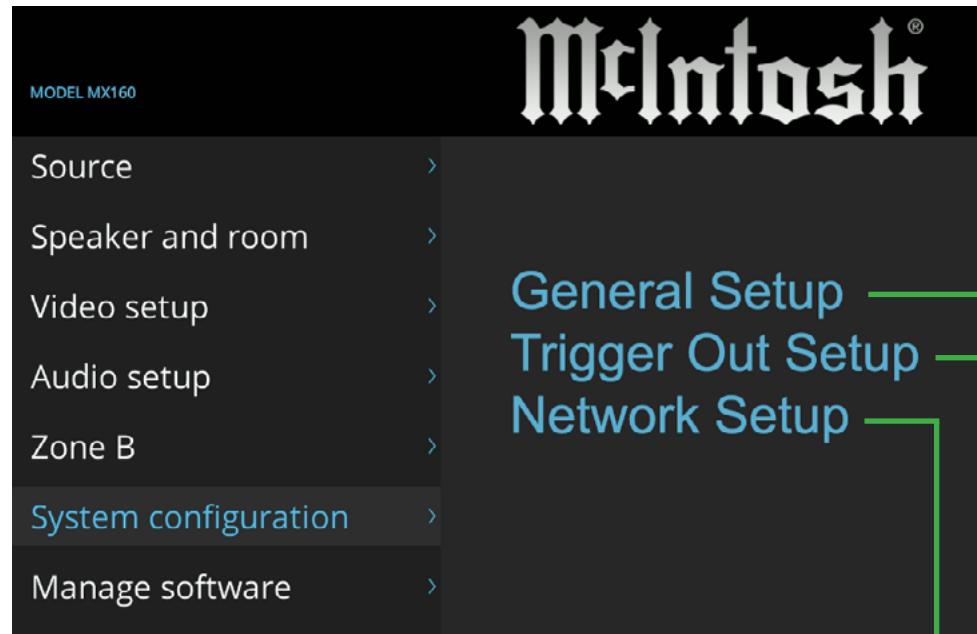 McIntosh®
MODEL MX160
Source
Speaker and room
Video setup
Audio setup
Zone B
System configuration
Manage software
General Setup
Trigger Out Setup
Network Setup